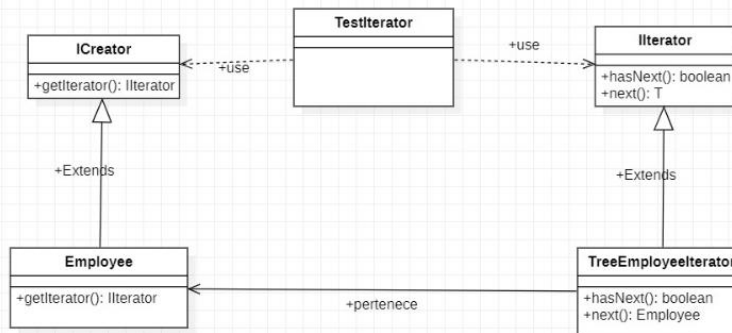 TestIterator
ICreator
+getIterator(): IIterator
+use
+use
IIterator
+hasNext(): boolean
+next(): T
+Extends
+Extends
Employee
+getIterator(): IIterator
+pertenece
TreeEmployeeIterator
+hasNext(): boolean
+next(): Employee